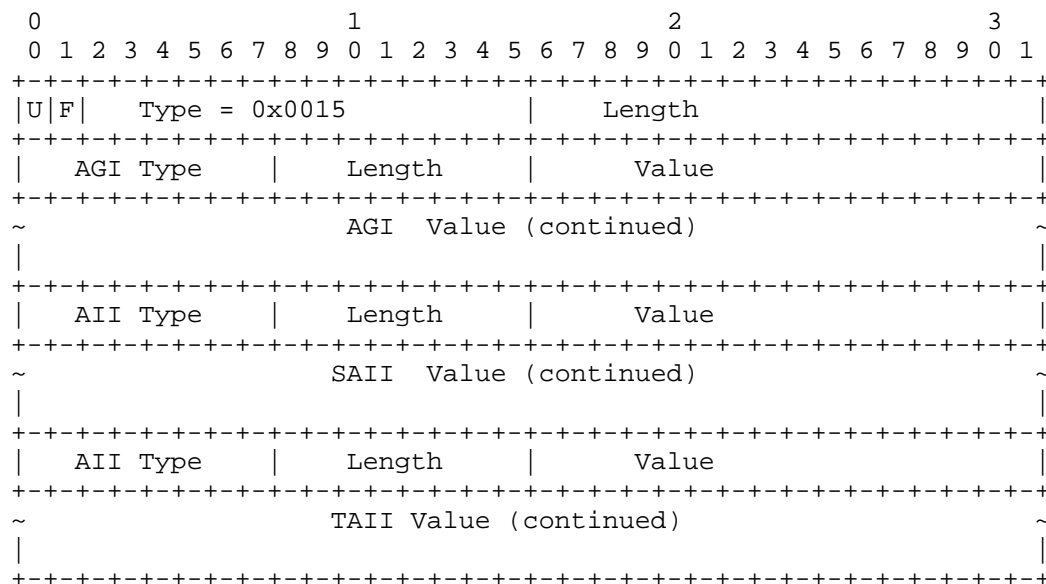 0                   1                   2                   3
 0 1 2 3 4 5 6 7 8 9 0 1 2 3 4 5 6 7 8 9 0 1 2 3 4 5 6 7 8 9 0 1
+-+-+-+-+-+-+-+-+-+-+-+-+-+-+-+-+-+-+-+-+-+-+-+-+-+-+-+-+-+-+-+-+
|U|F|   Type = 0x0015           |    Length                     |
+-+-+-+-+-+-+-+-+-+-+-+-+-+-+-+-+-+-+-+-+-+-+-+-+-+-+-+-+-+-+-+-+
|   AGI Type    |    Length     |      Value                    |
+-+-+-+-+-+-+-+-+-+-+-+-+-+-+-+-+-+-+-+-+-+-+-+-+-+-+-+-+-+-+-+-+
~                    AGI  Value (continued)                     ~
|                                                               |
+-+-+-+-+-+-+-+-+-+-+-+-+-+-+-+-+-+-+-+-+-+-+-+-+-+-+-+-+-+-+-+-+
|   AII Type    |    Length     |      Value                    |
+-+-+-+-+-+-+-+-+-+-+-+-+-+-+-+-+-+-+-+-+-+-+-+-+-+-+-+-+-+-+-+-+
~                   SAII  Value (continued)                     ~
|                                                               |
+-+-+-+-+-+-+-+-+-+-+-+-+-+-+-+-+-+-+-+-+-+-+-+-+-+-+-+-+-+-+-+-+
|   AII Type    |    Length     |      Value                    |
+-+-+-+-+-+-+-+-+-+-+-+-+-+-+-+-+-+-+-+-+-+-+-+-+-+-+-+-+-+-+-+-+
~                   TAII Value (continued)                      ~
|                                                               |
+-+-+-+-+-+-+-+-+-+-+-+-+-+-+-+-+-+-+-+-+-+-+-+-+-+-+-+-+-+-+-+-+